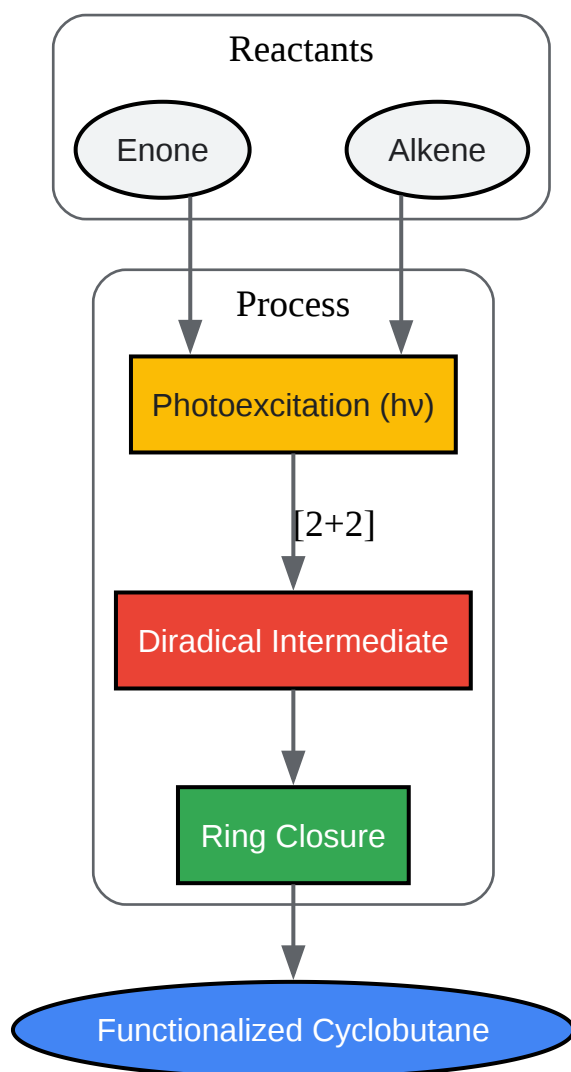 Reactants
Enone
Alkene
Process
Photoexcitation (hν)
[2+2]
Diradical Intermediate
Ring Closure
Functionalized Cyclobutane